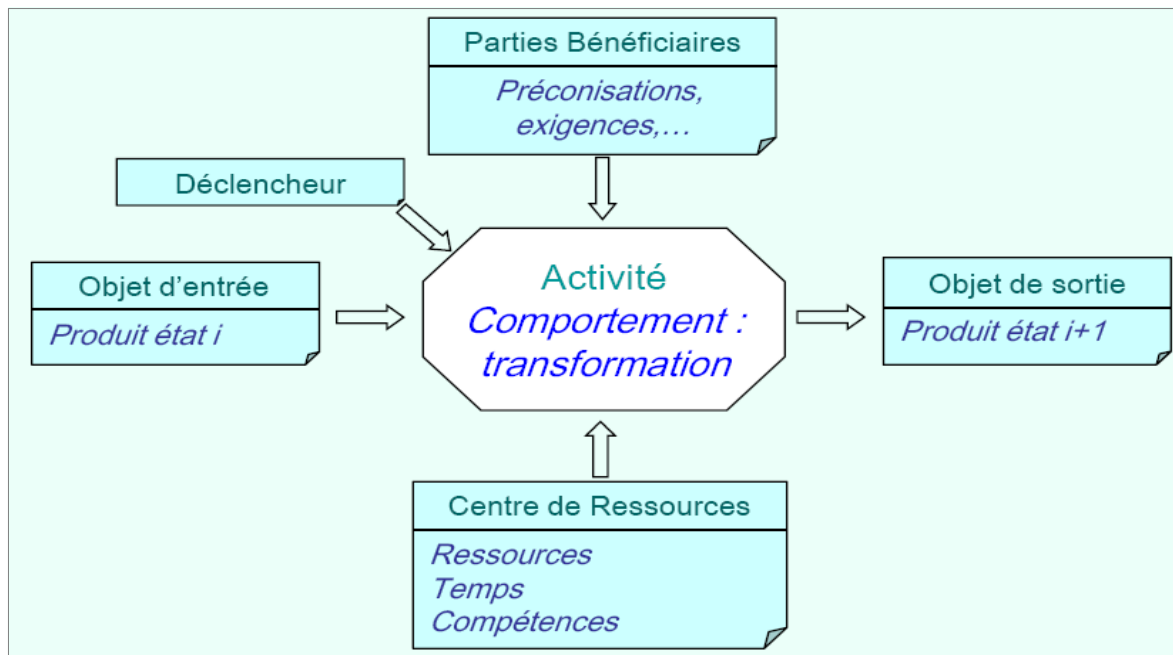 Parties Bénéficiaires
Préconisations,
exigences,...
Déclencheur
Objet d'entrée
Produit état i
Activité
Comportement :
transformation
Objet de sortie
Produit état i+1
Centre de Ressources
Ressources
Temps
Compétences